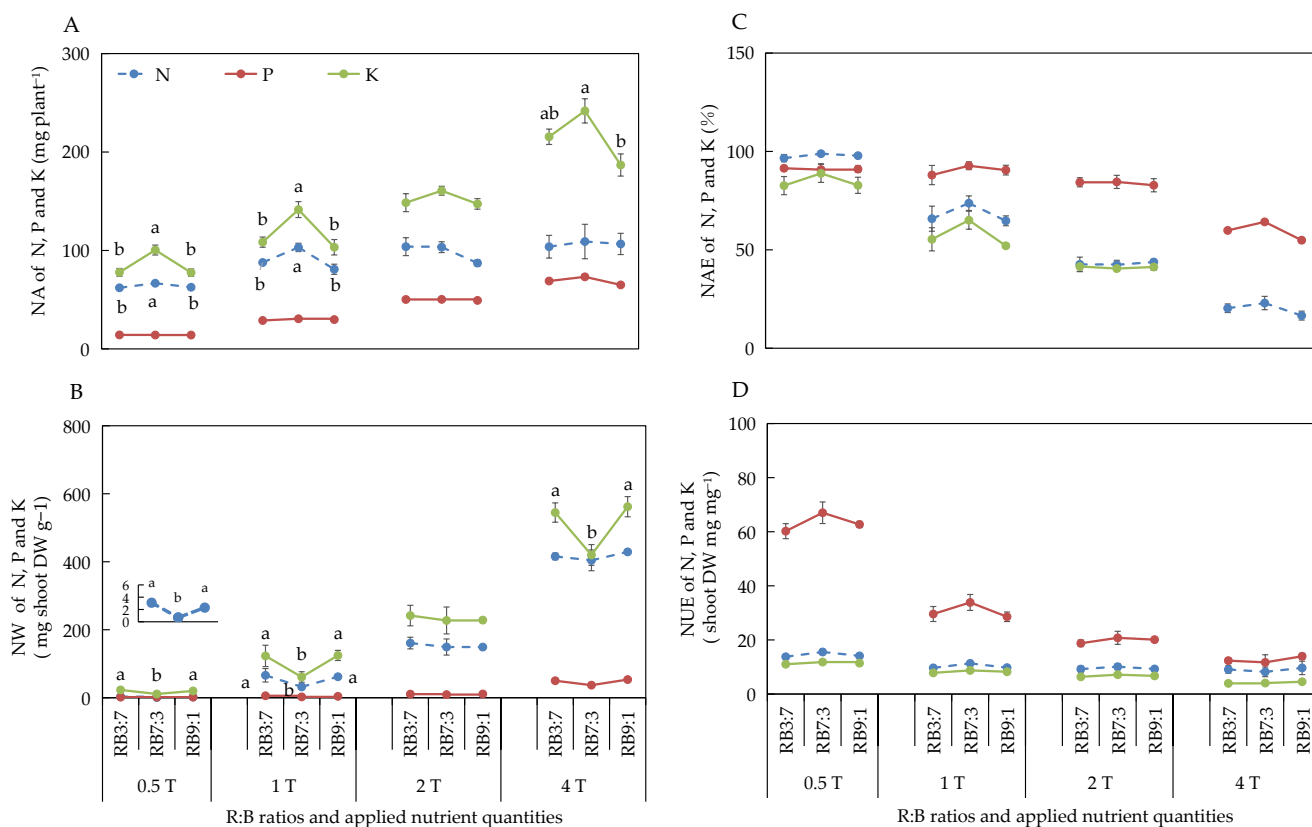 A
NA of N, P and K (mg plant⁻¹)
300
200
100
0
N
P
K
b
a
b
b
a
b
b
a
b
b
a
b
ab
a
b
C
NAE of N, P and K (%)
150
100
50
0
B
NW of N, P and K
( mg shoot DW g−1)
800
600
400
200
0
6
4
2
0
a
b
a
a
b
a
a
b
a
a
b
a
a
b
a
RB3:7
RB7:3
RB9:1
RB3:7
RB7:3
RB9:1
RB3:7
RB7:3
RB9:1
RB3:7
RB7:3
RB9:1
0.5 T
1 T
2 T
4 T
R:B ratios and applied nutrient quantities
D
NUE of N, P and K
( shoot DW mg mg⁻¹)
100
80
60
40
20
0
RB3:7
RB7:3
RB9:1
RB3:7
RB7:3
RB9:1
RB3:7
RB7:3
RB9:1
RB3:7
RB7:3
RB9:1
0.5 T
1 T
2 T
4 T
R:B ratios and applied nutrient quantities